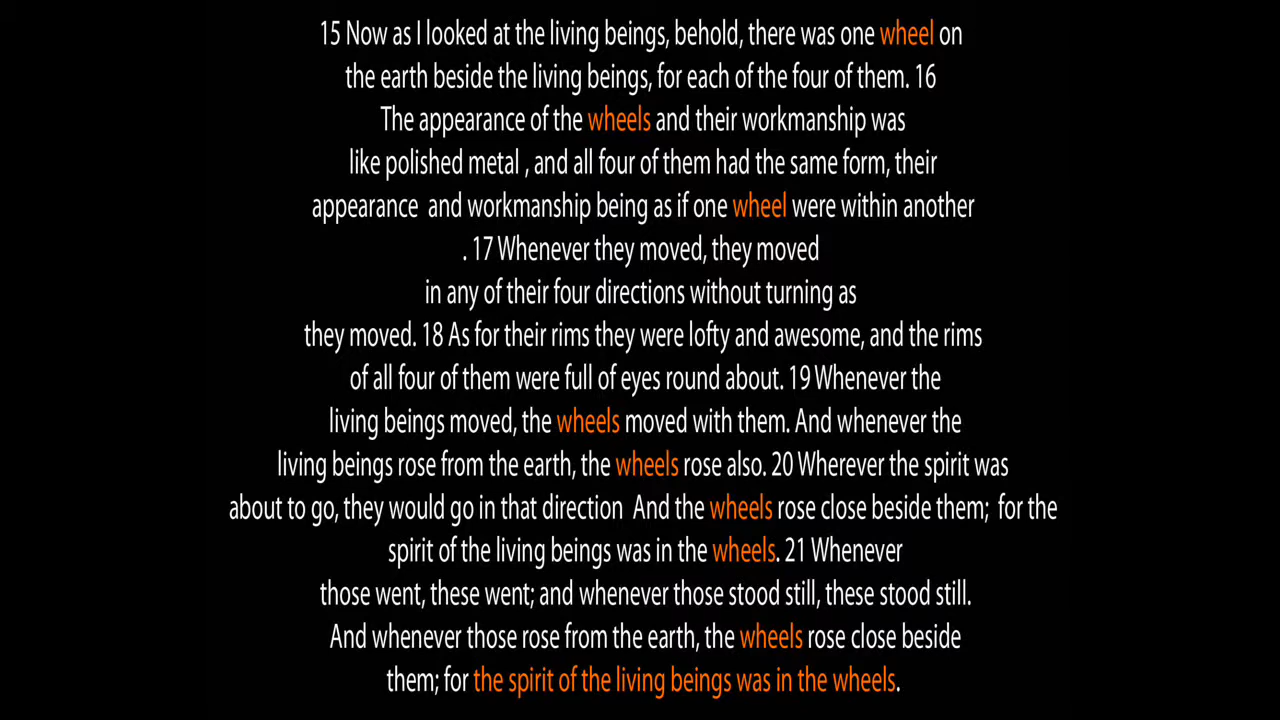 15 Now as I looked at the living beings, behold, there was one wheel on
the earth beside the living beings, for each of the four of them. 16
The appearance of the wheels and their workmanship was
like polished metal , and all four of them had the same form, their
appearance  and workmanship being as if one wheel were within another
. 17 Whenever they moved, they moved
in any of their four directions without turning as
they moved. 18 As for their rims they were lofty and awesome, and the rims
of all four of them were full of eyes round about. 19 Whenever the
living beings moved, the wheels moved with them. And whenever the
living beings rose from the earth, the wheels rose also. 20 Wherever the spirit was
about to go, they would go in that direction  And the wheels rose close beside them;  for the
spirit of the living beings was in the wheels. 21 Whenever
those went, these went; and whenever those stood still, these stood still.
And whenever those rose from the earth, the wheels rose close beside
them; for the spirit of the living beings was in the wheels.